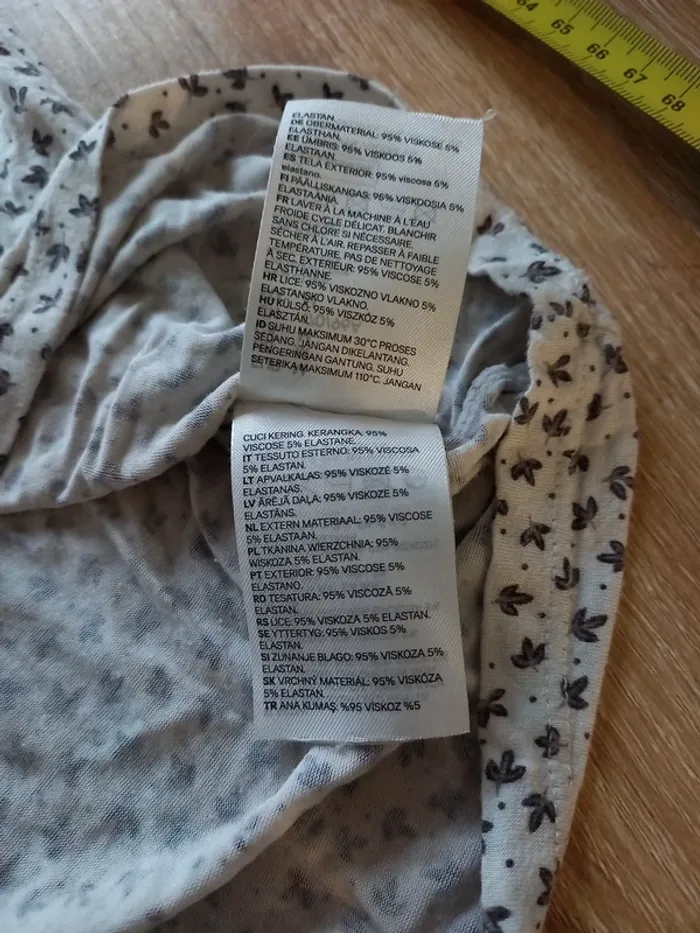 64 65 66 67 68
ELASTAN.
DE OBERMATERIAL: 95% VISKOSE 5%
ELASTHAN.
EE ÜMBRIS: 95% VISKOOS 5%
ELASTAAN.
ES TELA EXTERIOR: 95% viscosa 5%
elastano.
FI PÄÄLLIKANGAS: 95% VISKOOSIA 5%
ELASTAANIA.
FR LAVER À LA MACHINE À L'EAU
FROIDE CYCLE DÉLICAT. BLANCHIR
SANS CHLORE SI NÉCESSAIRE.
SÉCHER À L'AIR. REPASSER À FAIBLE
TEMPÉRATURE. PAS DE NETTOYAGE
À SEC. EXTÉRIEUR: 95% VISCOSE 5%
ELASTHANNE.
HR LICE: 95% VISKOZNO VLAKNO 5%
ELASTANSKO VLAKNO.
HU KÜLSŐ: 95% VISZKÓZ 5%
ELASZTÁN.
ID SUHU MAKSIMUM 30°C PROSES
SEDANG. JANGAN DIKELANTANG.
PENGERINGAN GANTUNG. SUHU
SETERIKA MAKSIMUM 110°C. JANGAN
CUCI KERING. KERANGKA: 95%
VISCOSE 5% ELASTANE.
IT TESSUTO ESTERNO: 95% VISCOSA
5% ELASTAN.
LT APVALKALAS: 95% VISKOZĖ 5%
ELASTANAS.
LV ĀRĒJĀ DAĻA: 95% VISKOZE 5%
ELASTĀNS.
NL EXTERN MATERIAAL: 95% VISCOSE
5% ELASTAAN.
PL TKANINA WIERZCHNIA: 95%
WISKOZA 5% ELASTAN.
PT EXTERIOR: 95% VISCOSE 5%
ELASTANO.
RO TESATURA: 95% VISCOZĂ 5%
ELASTAN.
RS LICE: 95% VISKOZA 5% ELASTAN.
SE YTTERTYG: 95% VISKOS 5%
ELASTAN.
SI ZUNANJE BLAGO: 95% VISKOZA 5%
ELASTAN.
SK VRCHNÝ MATERIÁL: 95% VISKÓZA
5% ELASTAN.
TR ANA KUMAŞ: %95 VİSKOZ %5